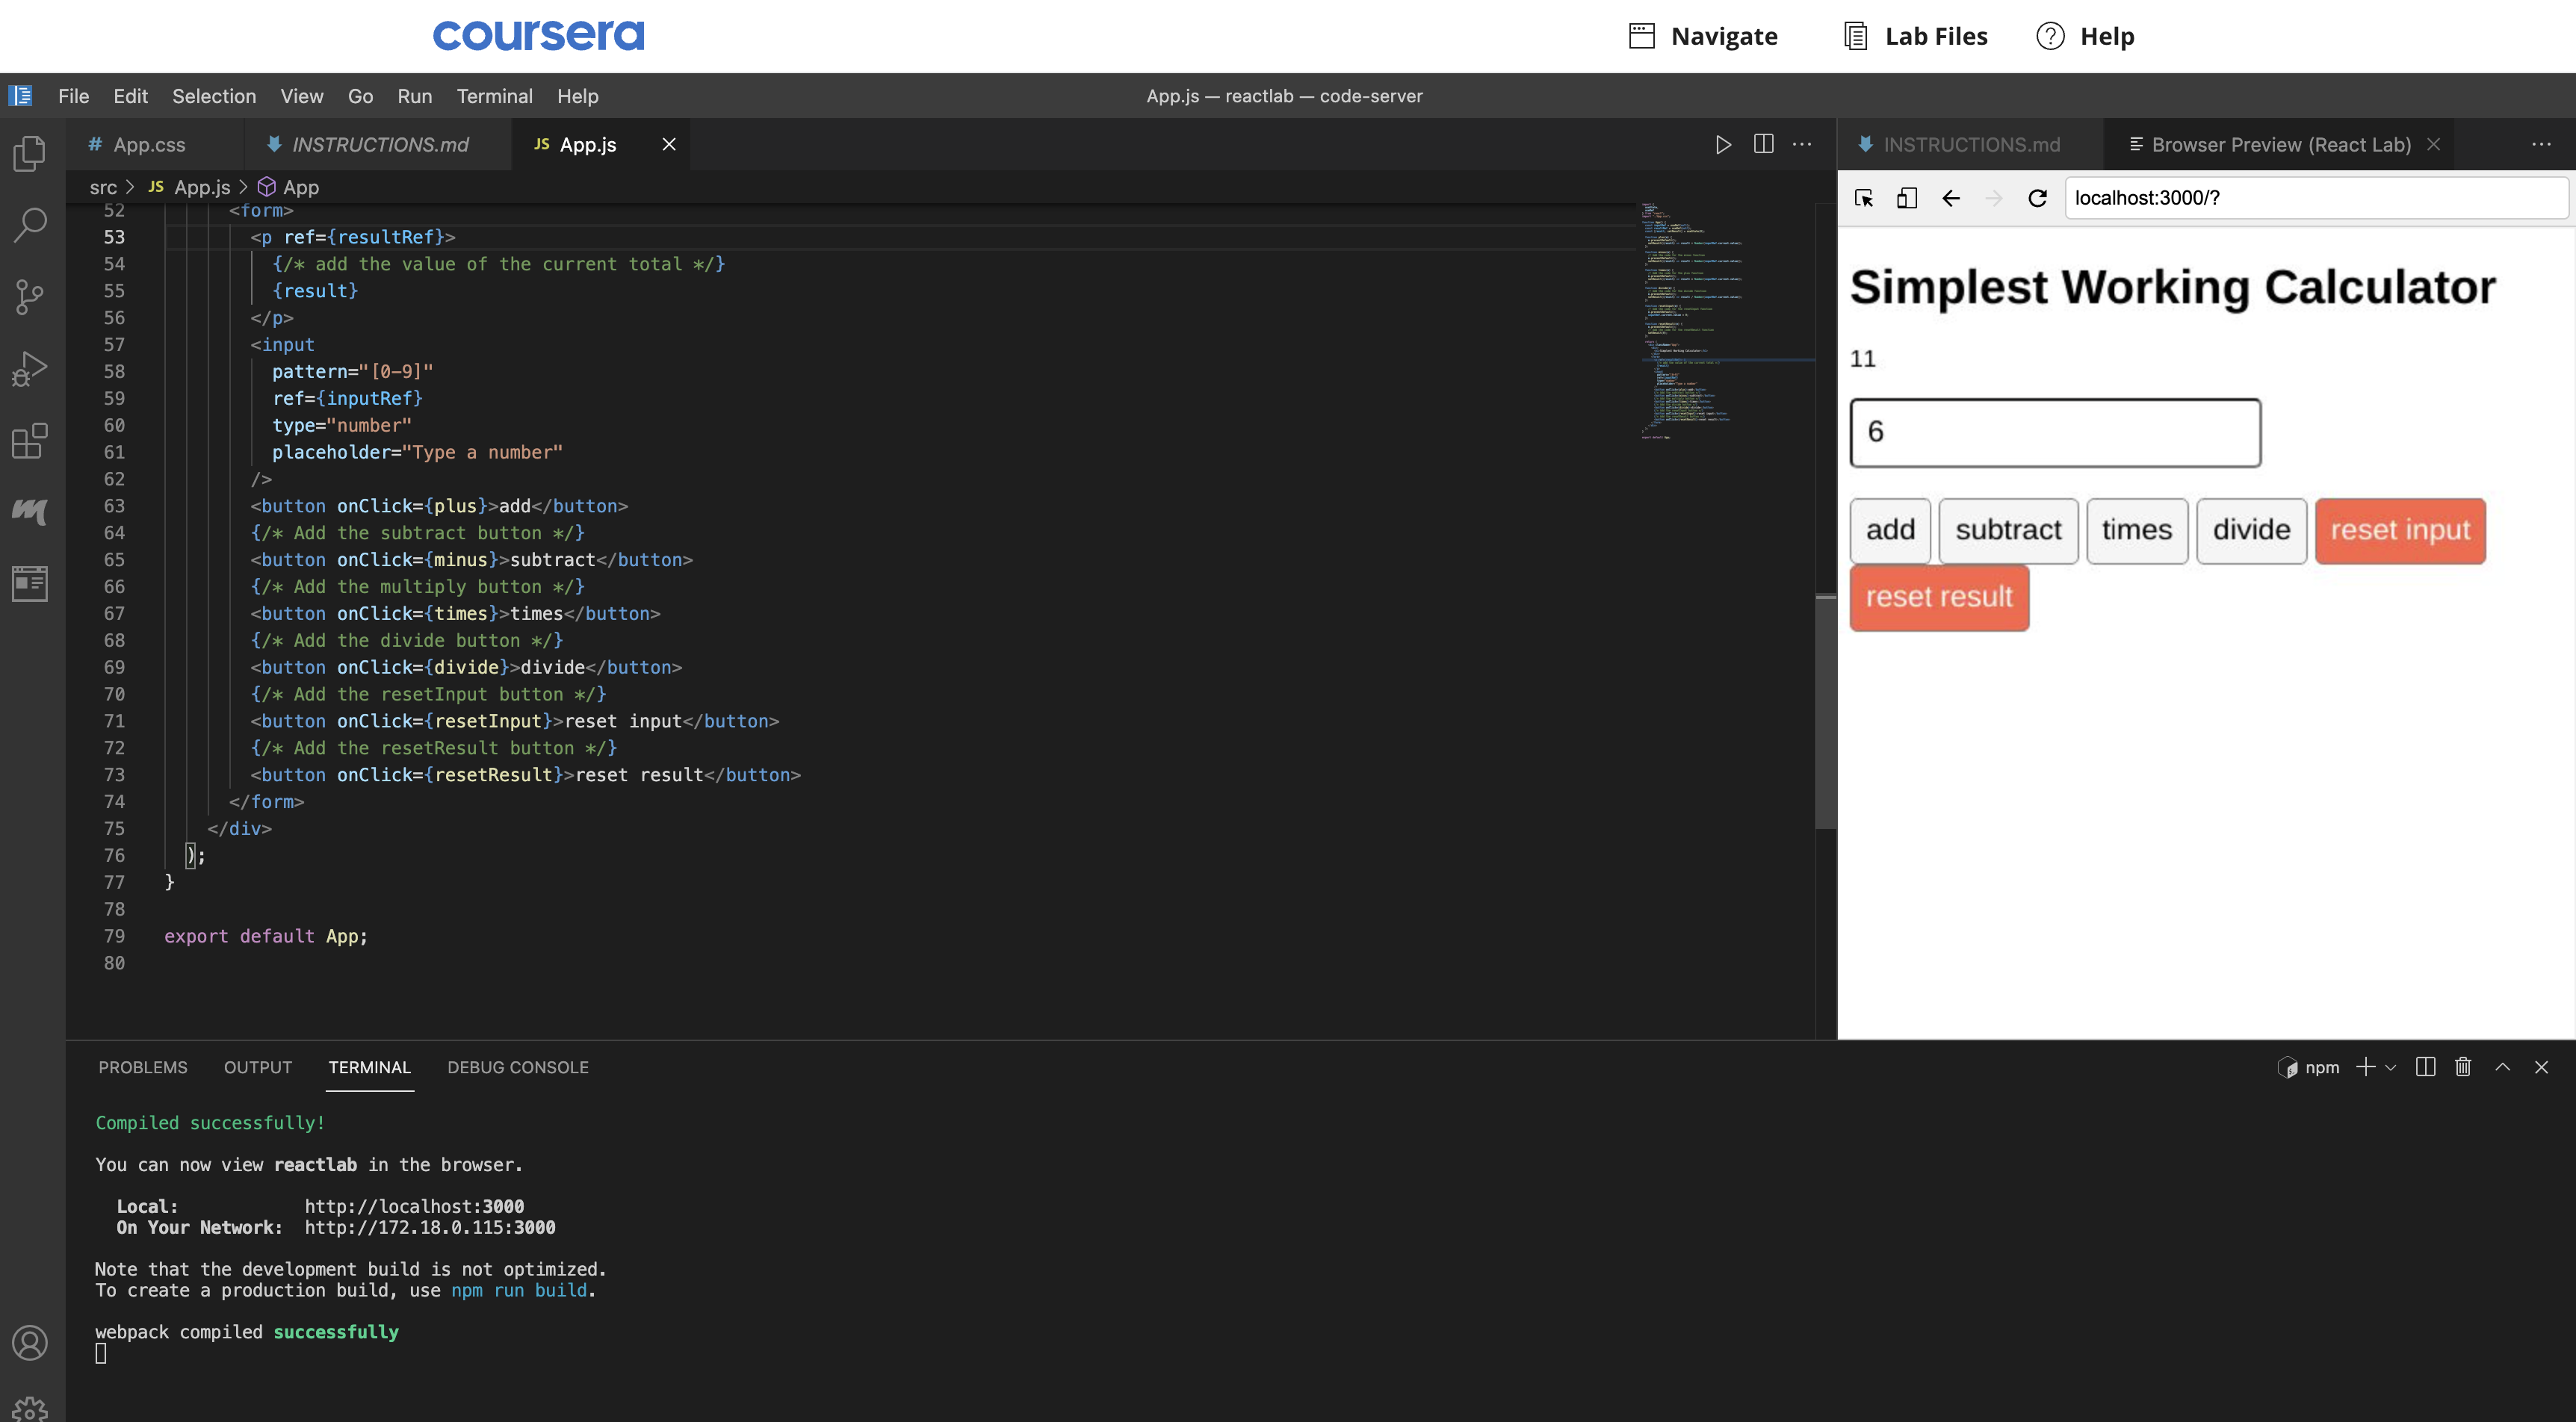 coursera
Navigate
Lab Files
Help
File Edit Selection View Go Run Terminal Help
App.js — reactlab — code-server
# App.css
INSTRUCTIONS.md
JS App.js
src > JS App.js > App
52 <form>
53 <p ref={resultRef}>
54 {/* add the value of the current total */}
55 {result}
56 </p>
57 <input
58 pattern="[0-9]"
59 ref={inputRef}
60 type="number"
61 placeholder="Type a number"
62 />
63 <button onClick={plus}>add</button>
64 {/* Add the subtract button */}
65 <button onClick={minus}>subtract</button>
66 {/* Add the multiply button */}
67 <button onClick={times}>times</button>
68 {/* Add the divide button */}
69 <button onClick={divide}>divide</button>
70 {/* Add the resetInput button */}
71 <button onClick={resetInput}>reset input</button>
72 {/* Add the resetResult button */}
73 <button onClick={resetResult}>reset result</button>
74 </form>
75 </div>
76 );
77 }
78
79 export default App;
80
INSTRUCTIONS.md
Browser Preview (React Lab)
localhost:3000/?
Simplest Working Calculator
11
6
add subtract times divide reset input
reset result
PROBLEMS OUTPUT TERMINAL DEBUG CONSOLE
npm
Compiled successfully!
You can now view reactlab in the browser.
Local: http://localhost:3000
On Your Network: http://172.18.0.115:3000
Note that the development build is not optimized.
To create a production build, use npm run build.
webpack compiled successfully